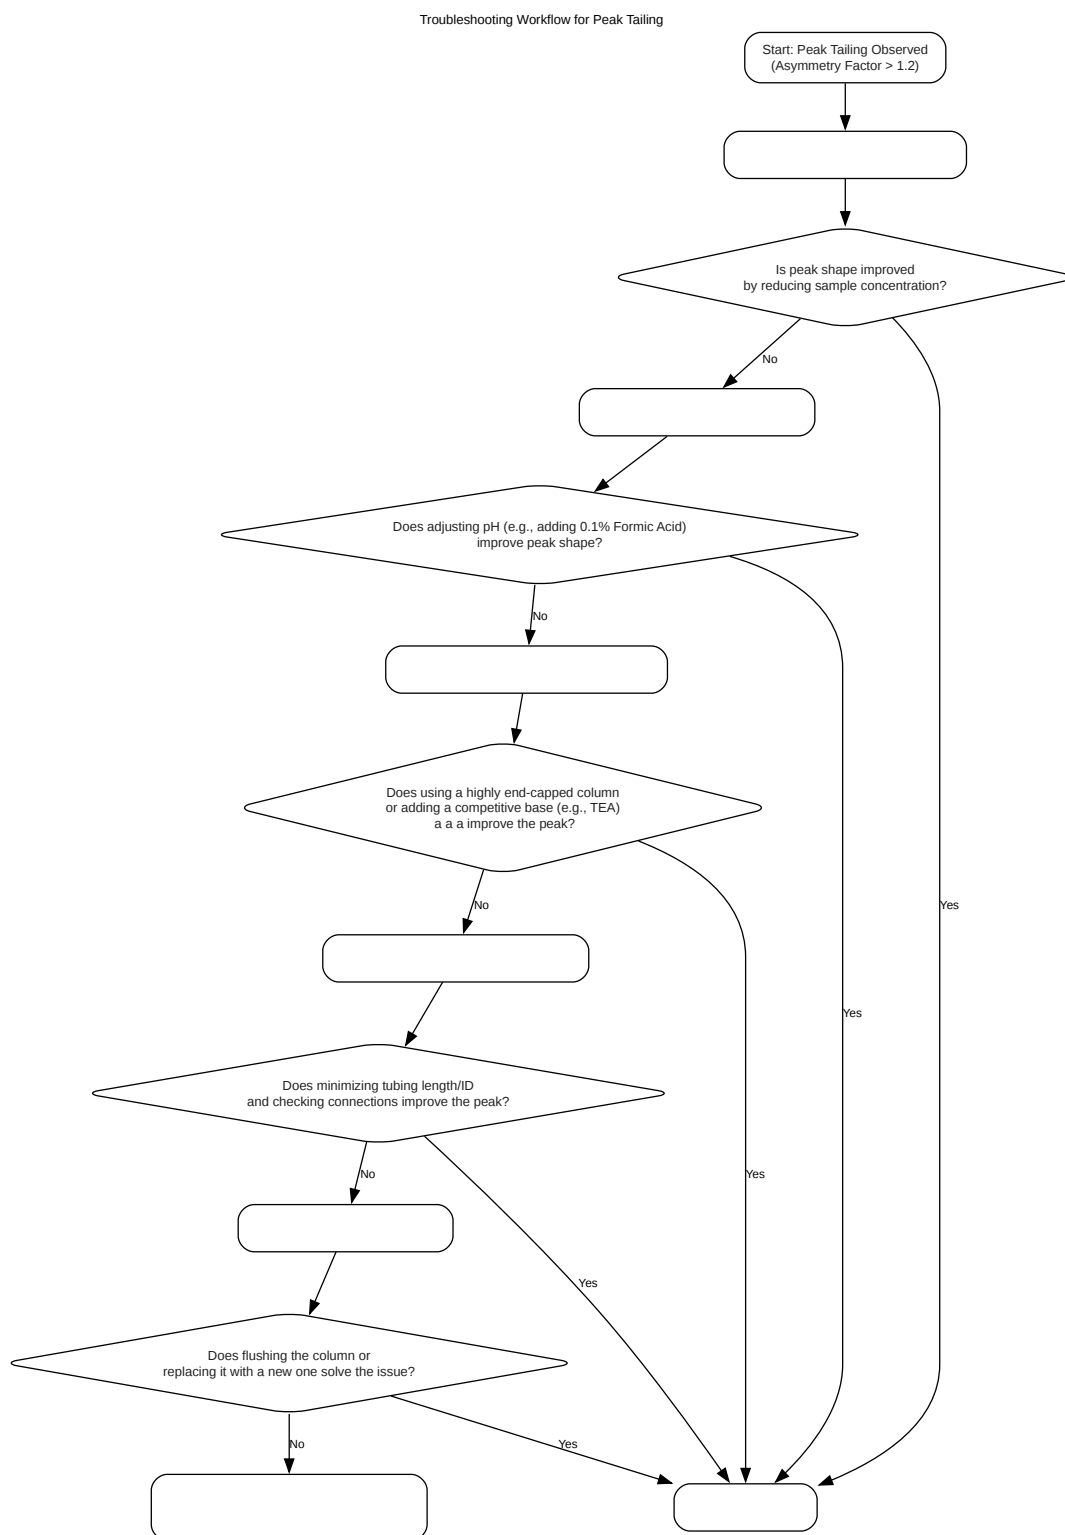 Troubleshooting Workflow for Peak Tailing
Start: Peak Tailing Observed
(Asymmetry Factor > 1.2)
Is peak shape improved
by reducing sample concentration?
No
Does adjusting pH (e.g., adding 0.1% Formic Acid)
improve peak shape?
No
Does using a highly end-capped column
or adding a competitive base (e.g., TEA)
a a a improve the peak?
No
Yes
Yes
Does minimizing tubing length/ID
and checking connections improve the peak?
No
Yes
Yes
Does flushing the column or
replacing it with a new one solve the issue?
No
Yes